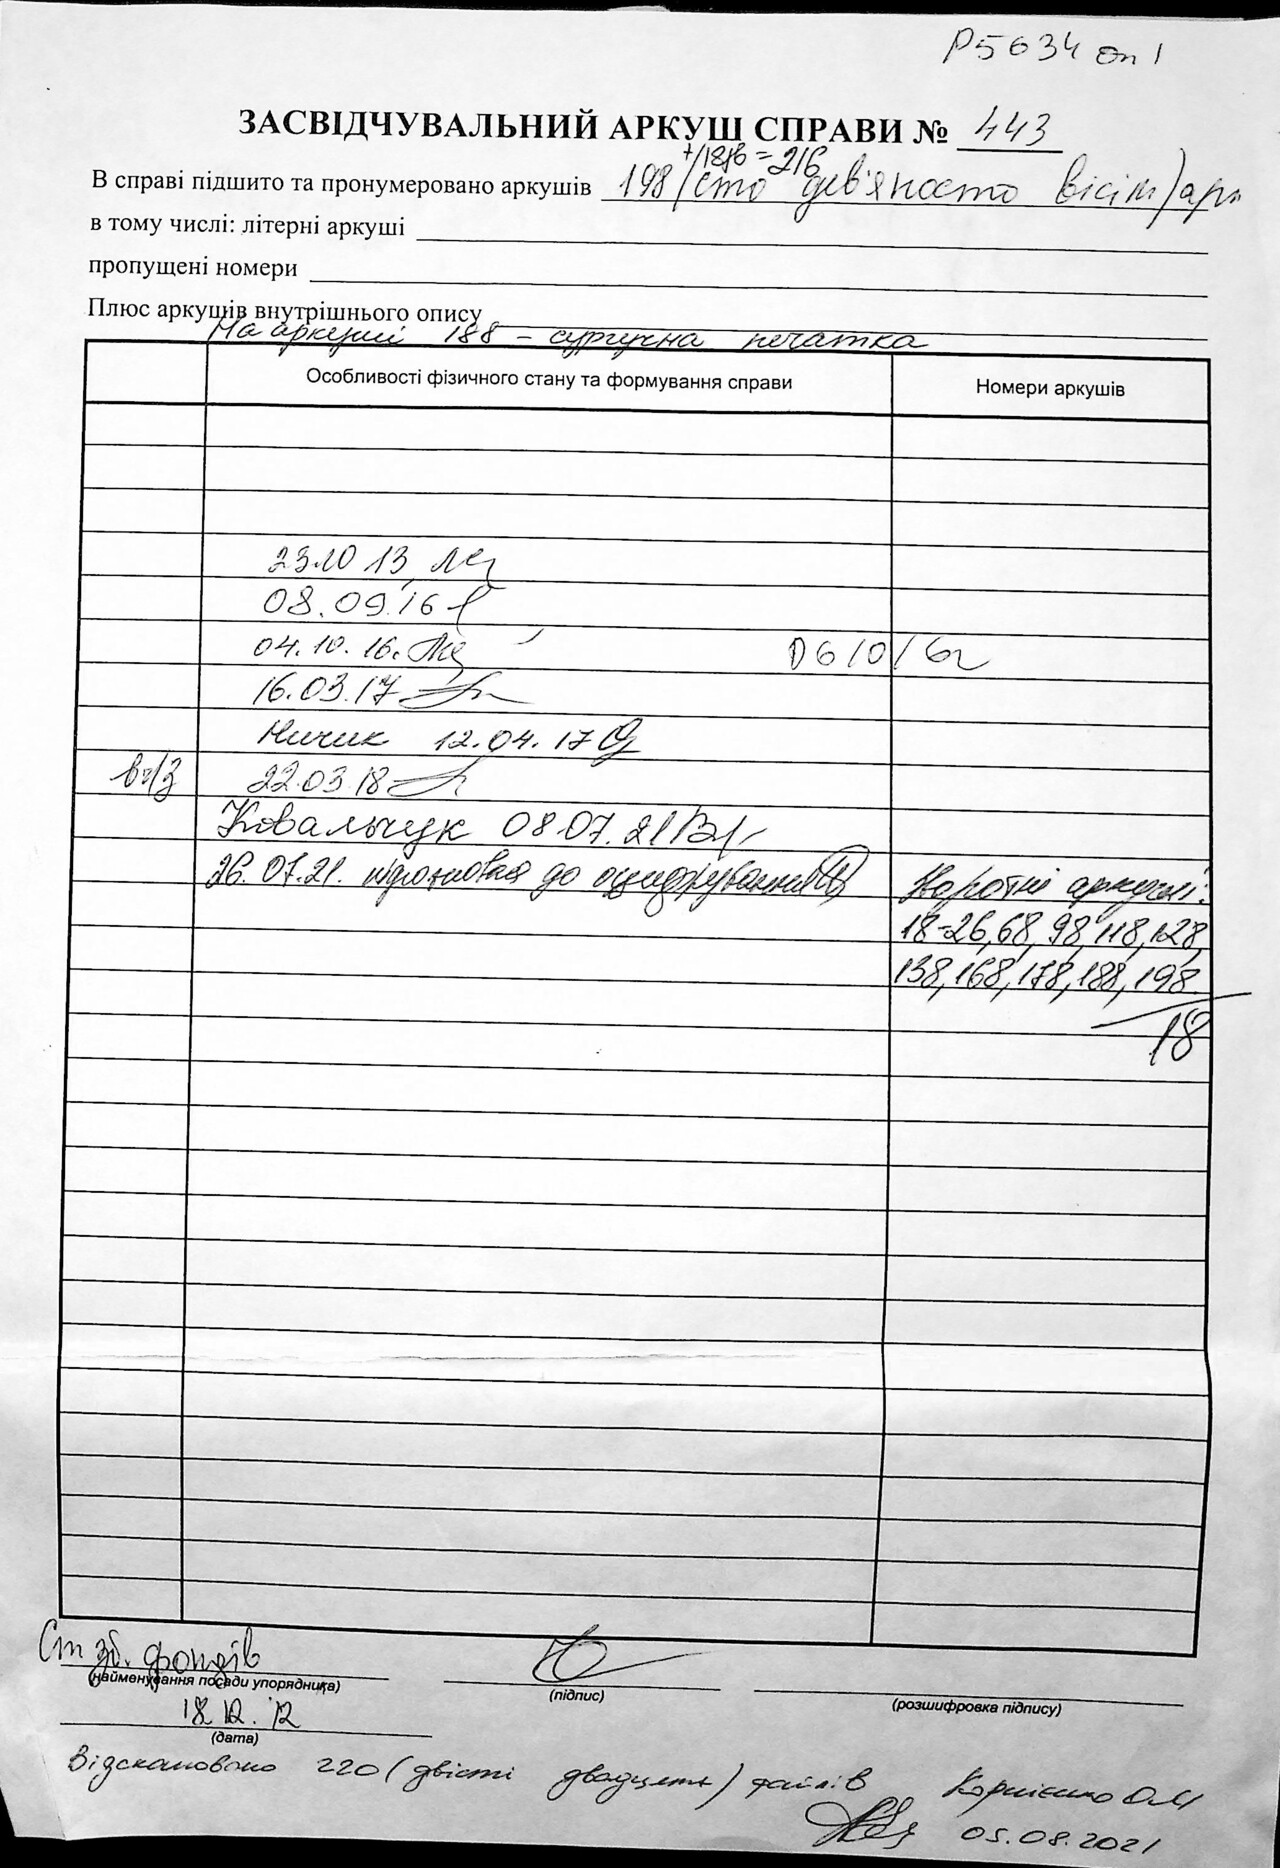 Р5634 оп 1
ЗАСВІДЧУВАЛЬНИЙ АРКУШ СПРАВИ № 443
+/18/в = 216
В справі підшито та пронумеровано аркушів 198 /сто дев'яносто вісім/ арк
в тому числі: літерні аркуші
пропущені номери
Плюс аркушів внутрішнього опису
На аркуші 188 - сургучна печатка
Особливості фізичного стану та формування справи Номери аркушів
23.10 13
08.09.16
04.10.16. 06/10/16г
16.03.17
Ничик 12.04.17
22.03.18
Ковальчук 08.07.21
26.07.21. підготовка до оцифрування Звороти аркушів:
18-26, 68, 98, 118, 128,
138, 168, 178, 188, 198.
18
Ст зб. фондів
(найменування посади упорядника) (підпис) (розшифровка підпису)
18.12.12
(дата)
Відскановано 220 (двісті двадцять) файлів Корнієнко О.М
05.08.2021